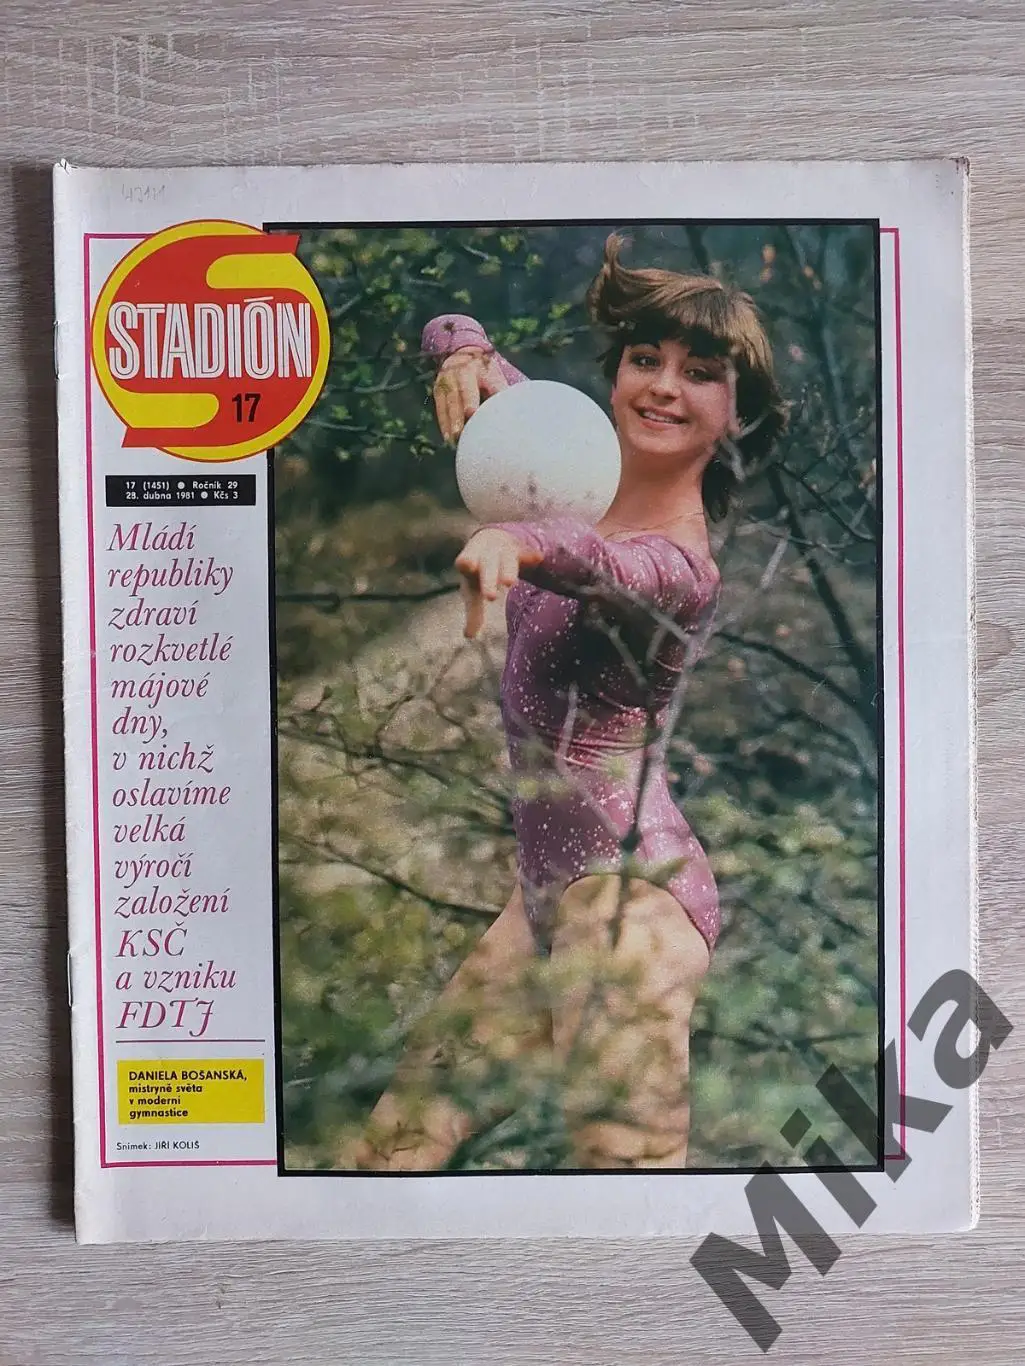 4J141
STADIÓN
17
17 (1451) ● Ročník 29
28. dubna 1981 ● Kčs 3
Mládí
republiky
zdraví
rozkvetlé
májové
dny,
v nichž
oslavíme
velká
výročí
založení
KSČ
a vzniku
FDTJ
DANIELA BOŠANSKÁ,
mistryně světa
v moderní
gymnastice
Snímek: JIŘÍ KOLIŠ
Mika